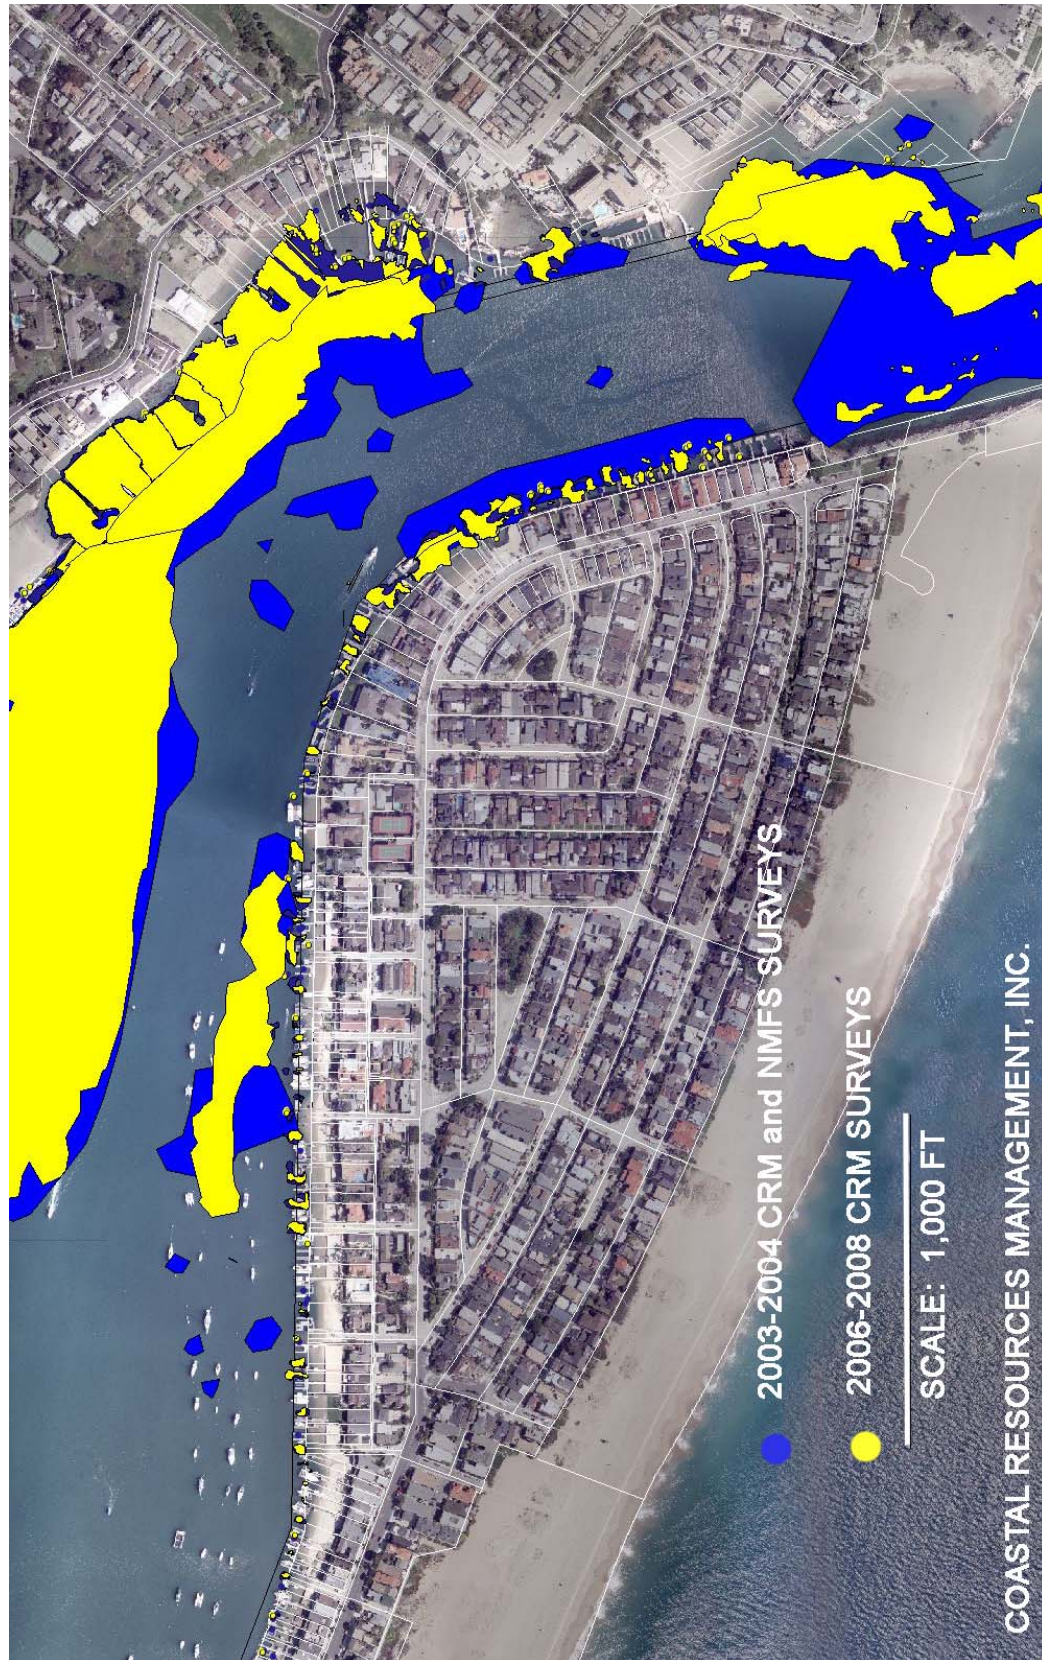 2003-2004 CRM and NMFS SURVEYS
2006-2008 CRM SURVEYS
SCALE: 1,000 FT
COASTAL RESOURCES MANAGEMENT, INC.